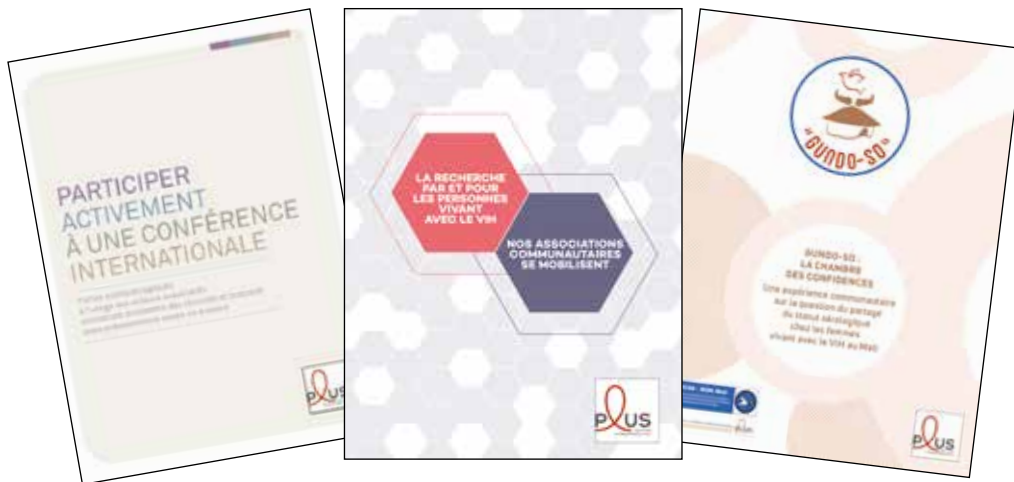 PARTICIPER
ACTIVEMENT
À UNE CONFÉRENCE
INTERNATIONALE
PLUS
LA RECHERCHE
PAR ET POUR
LES PERSONNES
VIVANT
AVEC LE VIH
NOS ASSOCIATIONS
COMMUNAUTAIRES
SE MOBILISENT
PLUS
"GUNDO-SO"
GUNDO-SO :
LA CHAMBRE
DES CONFIDENCES
Une expérience communautaire
sur la question du partage
du statut sérologique
chez les femmes
vivant avec le VIH au Mali
PLUS